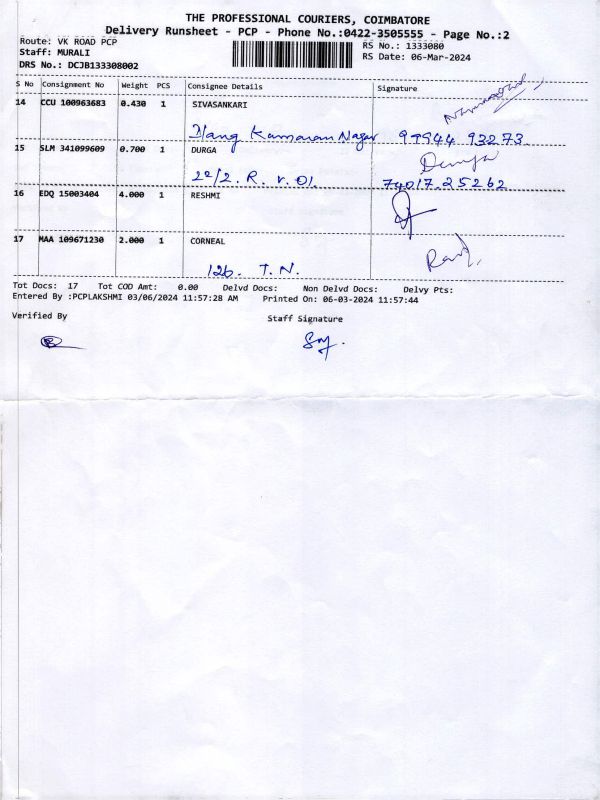 THE PROFESSIONAL COURIERS, COIMBATORE
Delivery Runsheet - PCP - Phone No.:0422-3505555 - Page No.:2
Route: VK ROAD PCP RS No.: 1333080
Staff: MURALI RS Date: 06-Mar-2024
DRS No.: DCJB133308002
S No Consignment No Weight PCS Consignee Details Signature
14 CCU 100963683 0.430 1 SIVASANKARI
Nagar 99944 93273
15 SLM 341099609 0.700 1 DURGA
22/2. R. V. 01. 74017.25262
16 EDQ 15003404 4.000 1 RESHMI
17 MAA 109671230 2.000 1 CORNEAL
126. T. N.
Tot Docs: 17 Tot COD Amt: 0.00 Delvd Docs: Non Delvd Docs: Delvy Pts:
Entered By :PCPLAKSHMI 03/06/2024 11:57:28 AM Printed On: 06-03-2024 11:57:44
Verified By Staff Signature